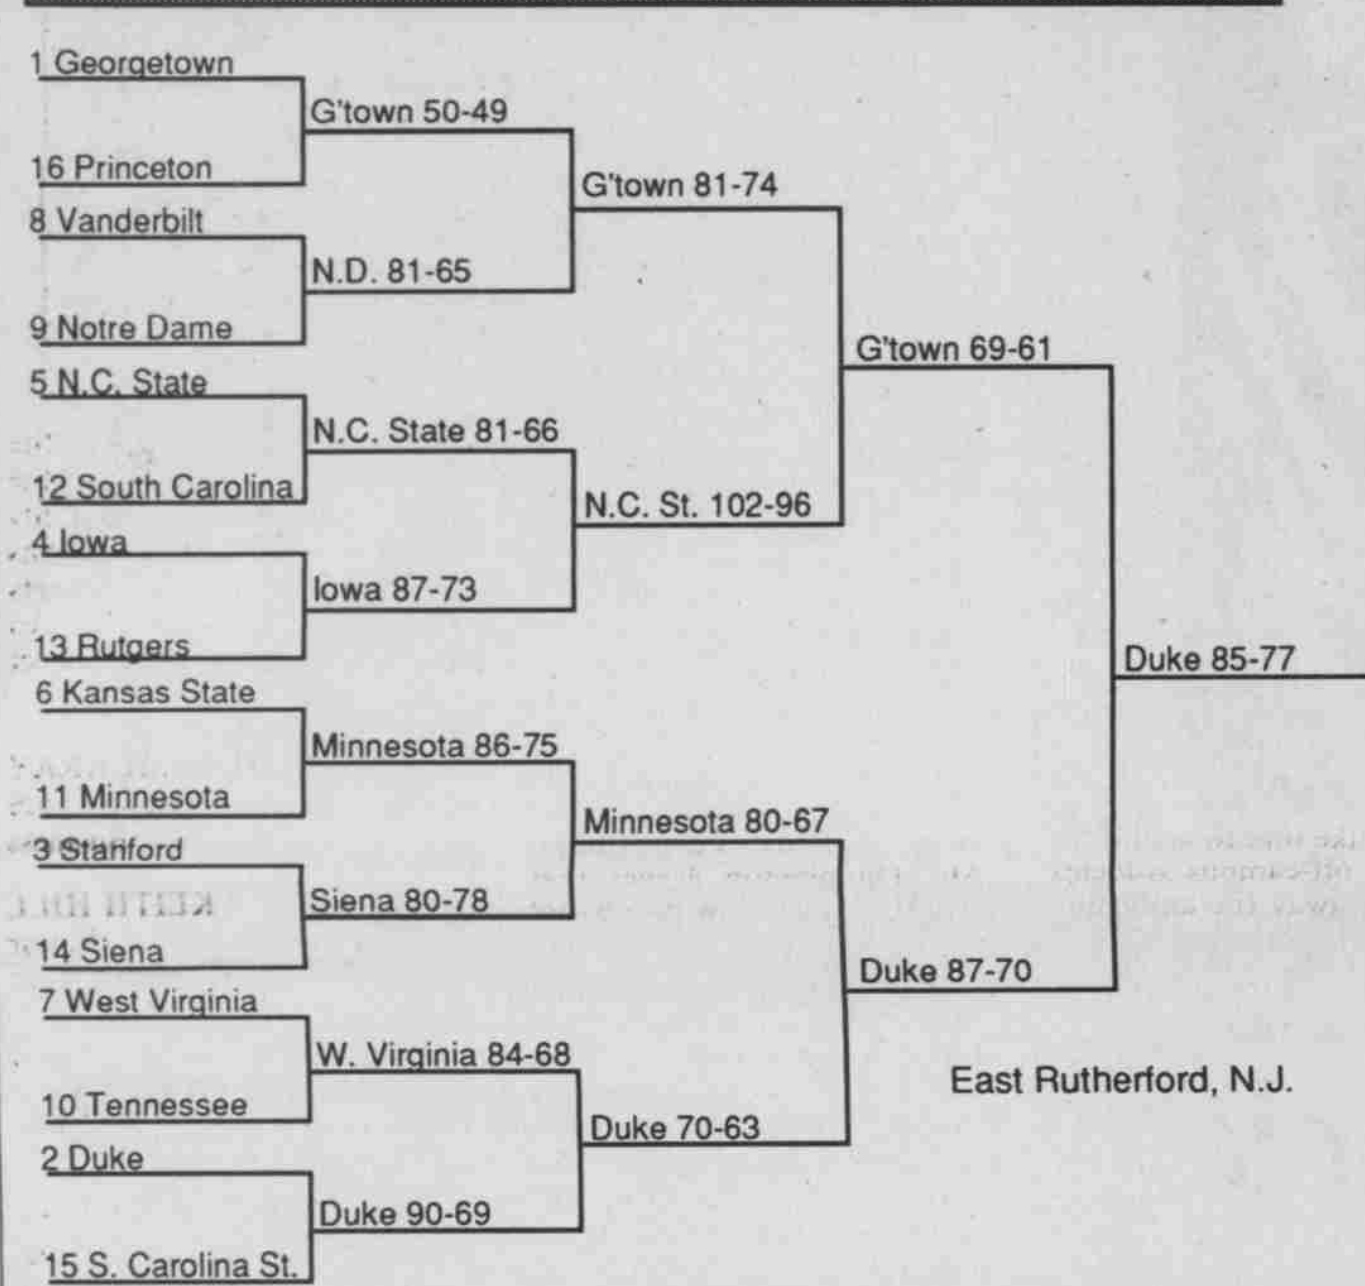 1 Georgetown
G'town 50-49
16 Princeton
G'town 81-74
8 Vanderbilt
N.D. 81-65
9 Notre Dame
G'town 69-61
5 N.C. State
N.C. State 81-66
12 South Carolina
N.C. St. 102-96
4 Iowa
Iowa 87-73
13 Rutgers
Duke 85-77
6 Kansas State
Minnesota 86-75
11 Minnesota
Minnesota 80-67
3 Stanford
Siena 80-78
14 Siena
Duke 87-70
7 West Virginia
W. Virginia 84-68
East Rutherford, N.J.
10 Tennessee
Duke 70-63
2 Duke
Duke 90-69
15 S. Carolina St.